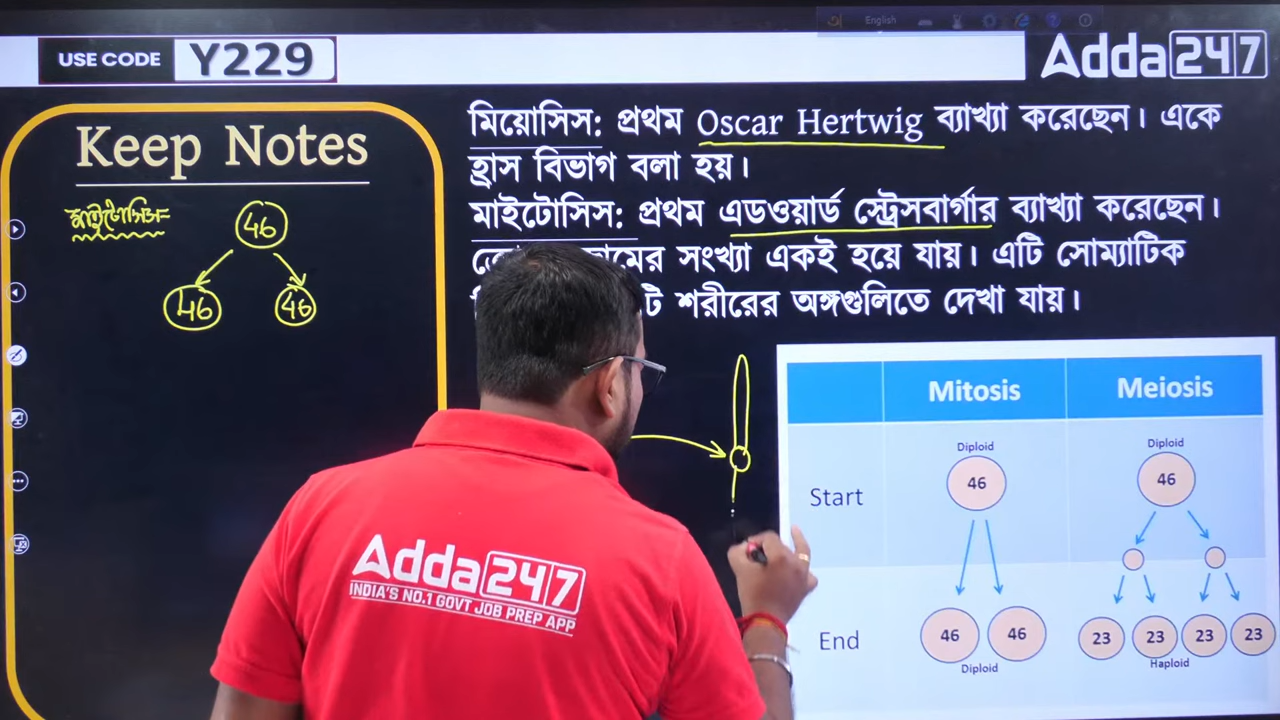 English
USE CODE Y229
Adda247
Keep Notes
মাইটোসিস=
46
46 46
মিয়োসিস: প্রথম Oscar Hertwig ব্যাখ্যা করেছেন। একে
হ্রাস বিভাগ বলা হয়।
মাইটোসিস: প্রথম এডওয়ার্ড স্ট্রেসবার্গার ব্যাখ্যা করেছেন।
সংখ্যা একই হয়ে যায়। এটি সোম্যাটিক
শরীরের অঙ্গগুলিতে দেখা যায়।
Mitosis Meiosis
Diploid Diploid
Start 46 46
End 46 46 23 23 23 23
Diploid Haploid
Adda247
INDIA'S NO.1 GOVT JOB PREP APP